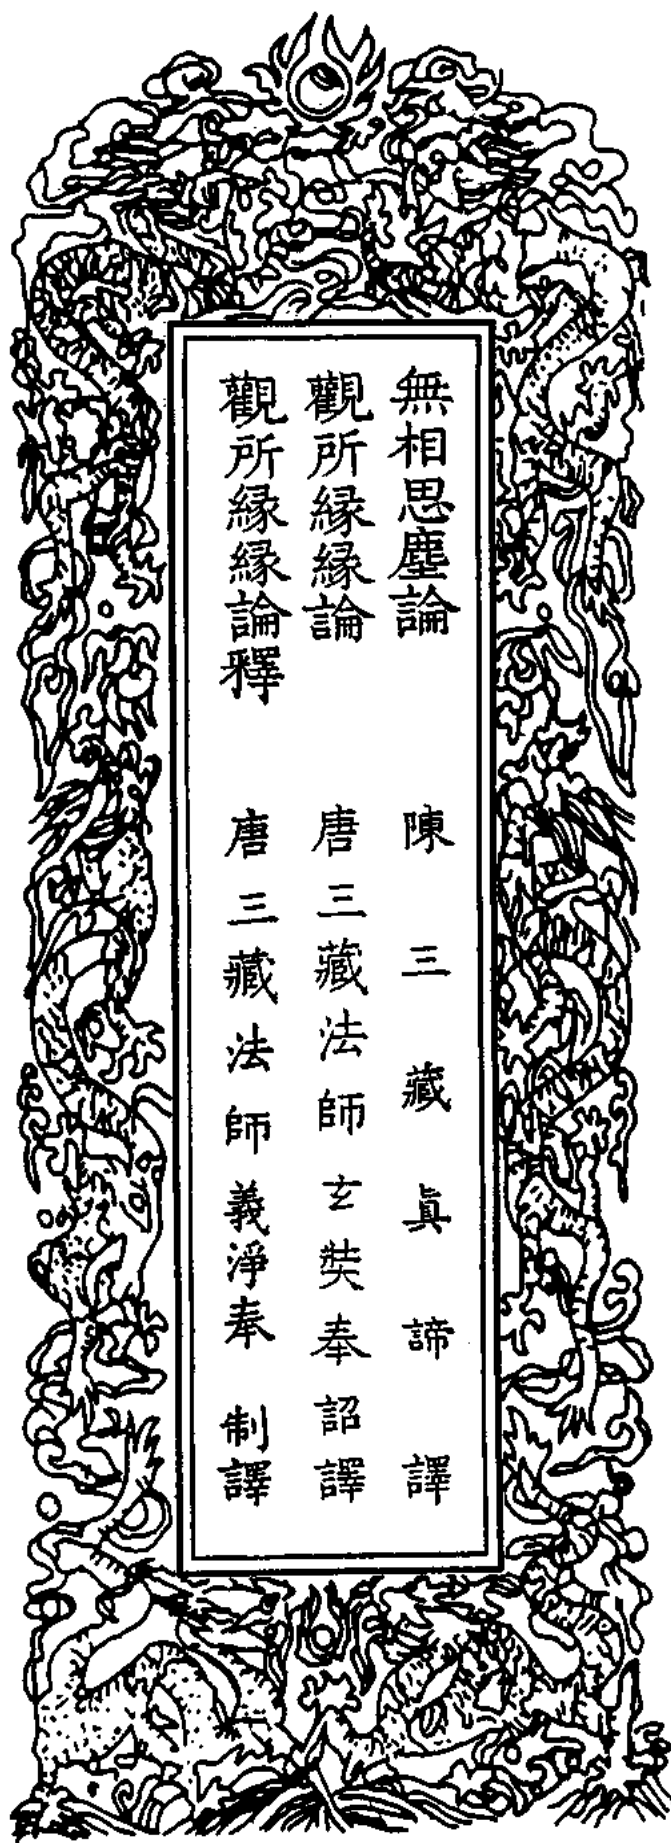 無相思塵論　陳三藏眞諦譯
觀所縁縁論　唐三藏法師玄奘奉詔譯
觀所縁縁論釋　唐三藏法師義淨奉制譯